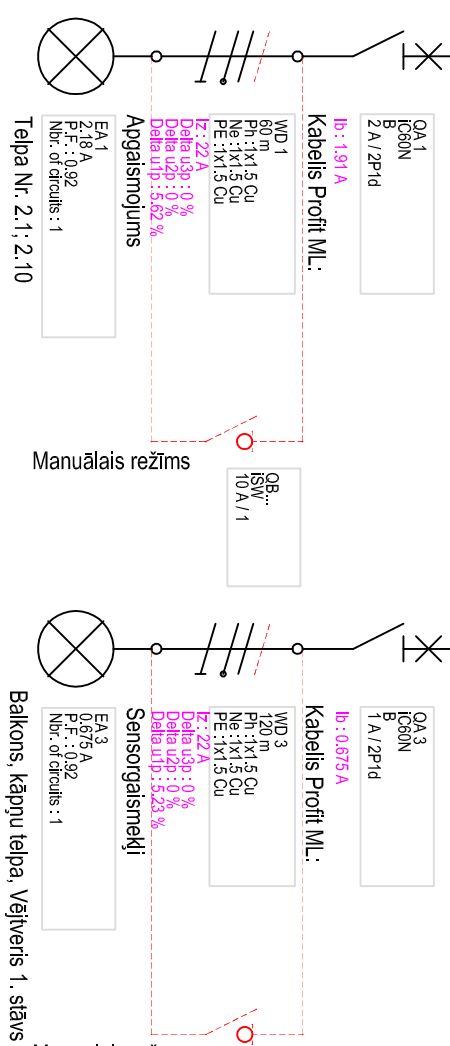 QA 1
iC60N
B
2 A / 2P1d
Ib : 1.91 A
Kabelis Profit ML:
WD 1
60 m
Ph :1x1.5 Cu
Ne :1x1.5 Cu
PE :1x1.5 Cu
Iz : 22 A
Delta u3p : 0 %
Delta u2p : 0 %
Delta u1p : 5.62 %
Apgaismojums
EA 1
2.18 A
P.F. : 0.92
Nbr. of circuits : 1
Telpa Nr. 2.1; 2.10
Manuālais režīms
QB...
iSW
10 A / 1
QA 3
iC60N
B
1 A / 2P1d
Ib : 0.675 A
Kabelis Profit ML:
WD 3
120 m
Ph :1x1.5 Cu
Ne :1x1.5 Cu
PE :1x1.5 Cu
Iz : 22 A
Delta u3p : 0 %
Delta u2p : 0 %
Delta u1p : 5.23 %
Sensorgaismekļi
EA 3
0.675 A
P.F. : 0.92
Nbr. of circuits : 1
Balkons, kāpņu telpa, Vējtveris 1. stāvs